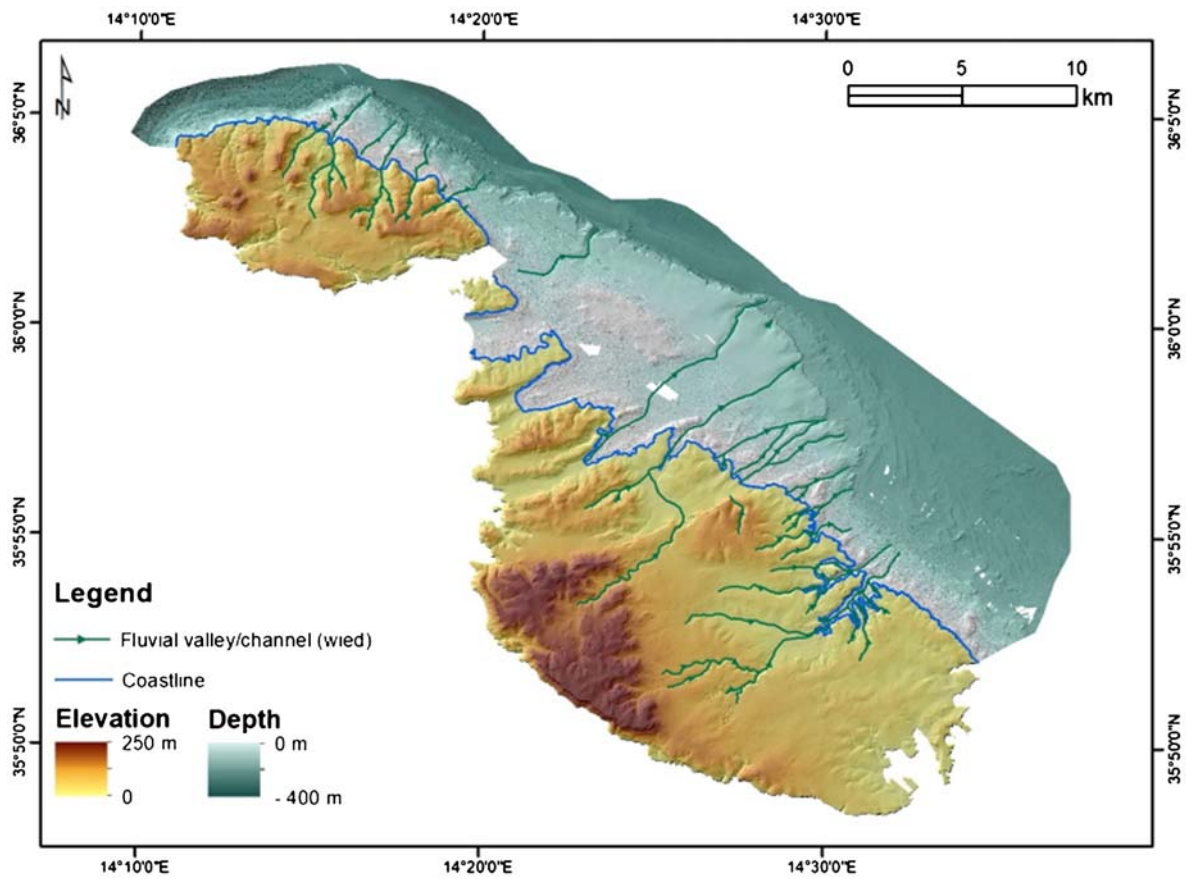 14°10'0"E 14°20'0"E 14°30'0"E
N
0 5 10
km
36°5'0"N 36°5'0"N
36°0'0"N 36°0'0"N
35°55'0"N 35°55'0"N
35°50'0"N 35°50'0"N
Legend
Fluvial valley/channel (wied)
Coastline
Elevation Depth
250 m 0 m
0 - 400 m
14°10'0"E 14°20'0"E 14°30'0"E